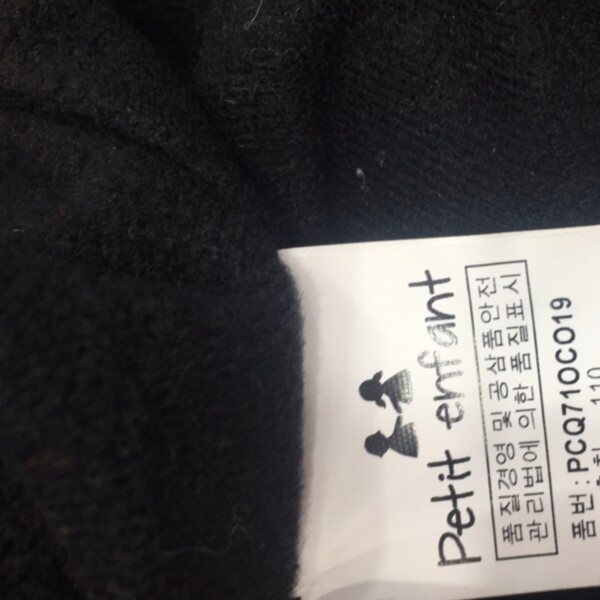 Petit enfant
품질경영 및 공산품안전
관리법에 의한 품질표시
품번 : PCQ71OCO19
110